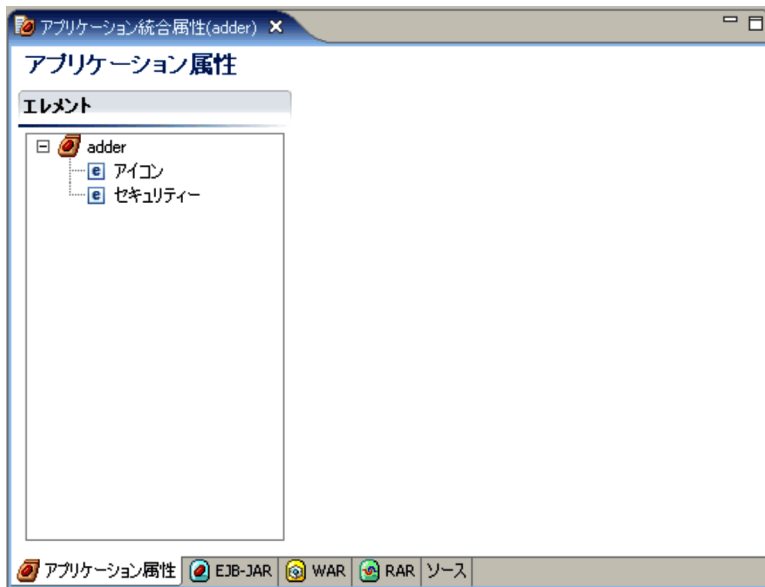 アプリケーション統合属性(adder)
アプリケーション属性
エレメント
adder
アイコン
セキュリティー
アプリケーション属性 EJB-JAR WAR RAR ソース